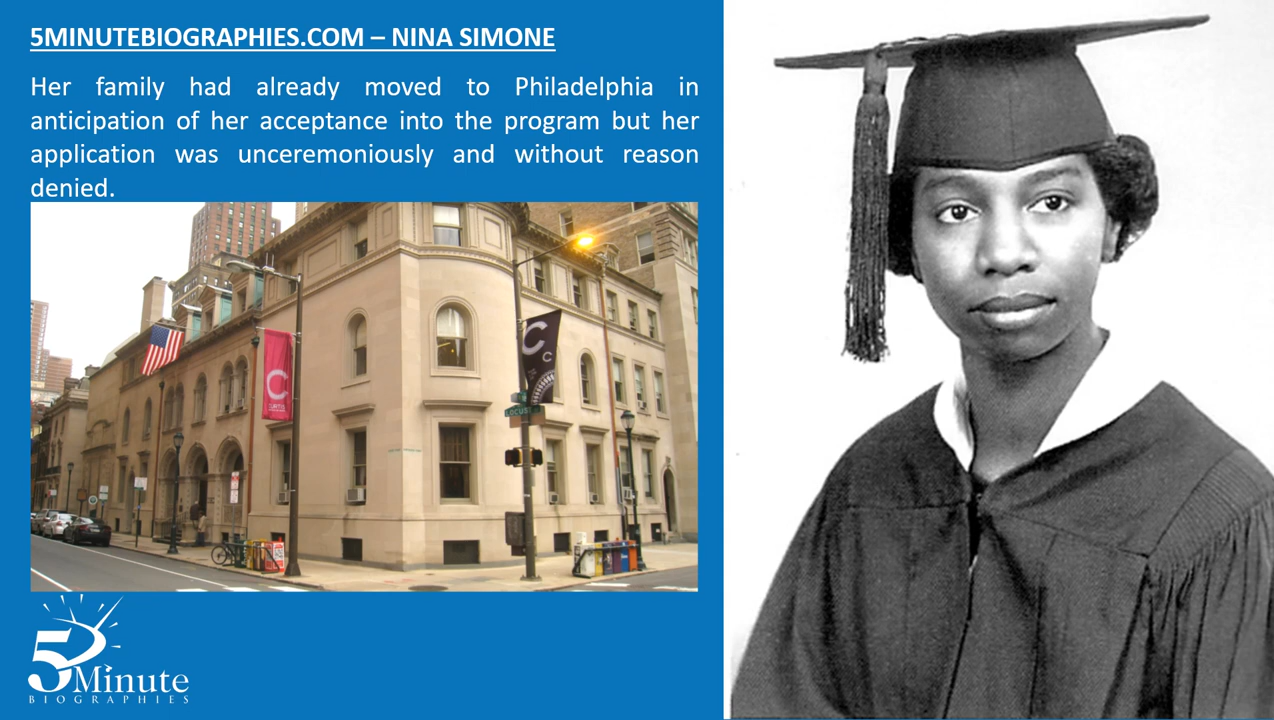 5MINUTEBIOGRAPHIES.COM – NINA SIMONE
Her family had already moved to Philadelphia in
anticipation of her acceptance into the program but her
application was unceremoniously and without reason
denied.
C
C
C
LOCUST
5 Minute
BIOGRAPHIES